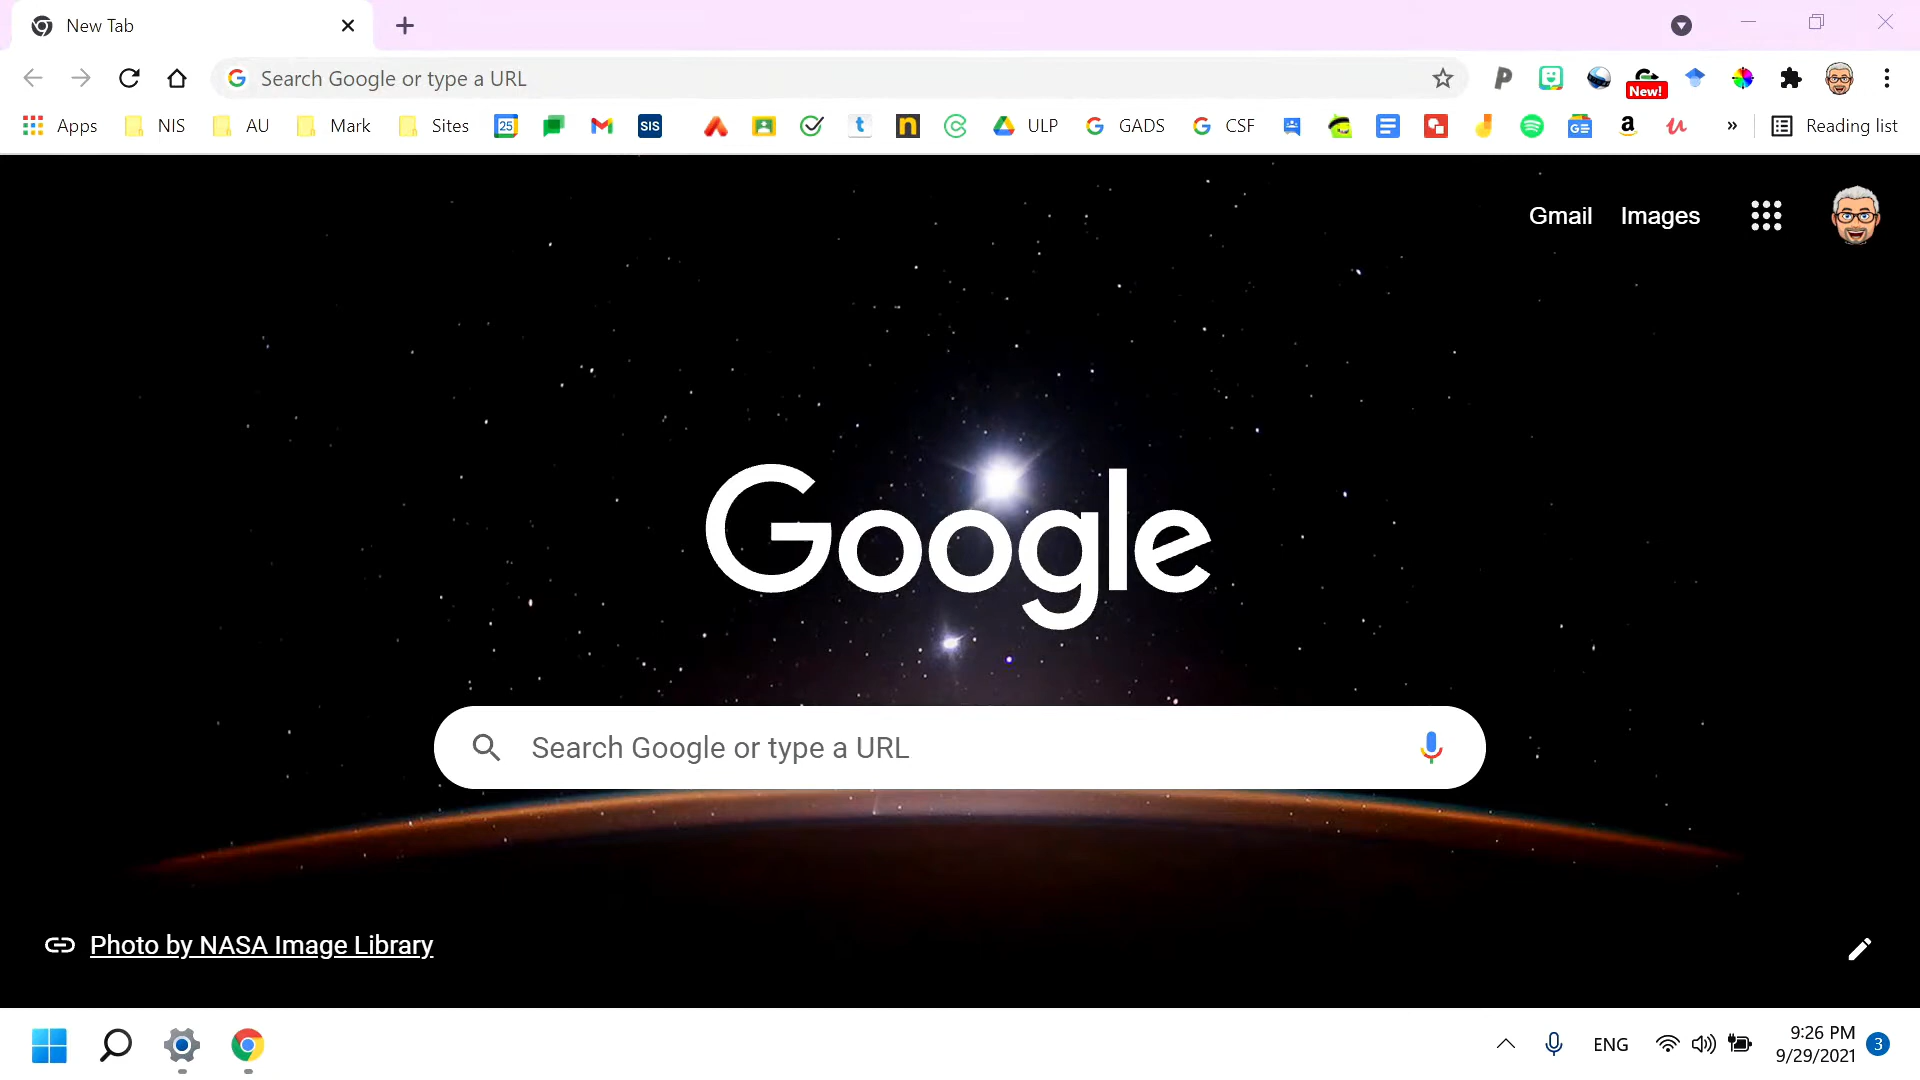 New Tab
Search Google or type a URL
New!
Apps NIS AU Mark Sites 25 SIS t n ULP GADS CSF GE a » Reading list
Gmail Images
Google
Search Google or type a URL
Photo by NASA Image Library
ENG
9:26 PM
9/29/2021
3